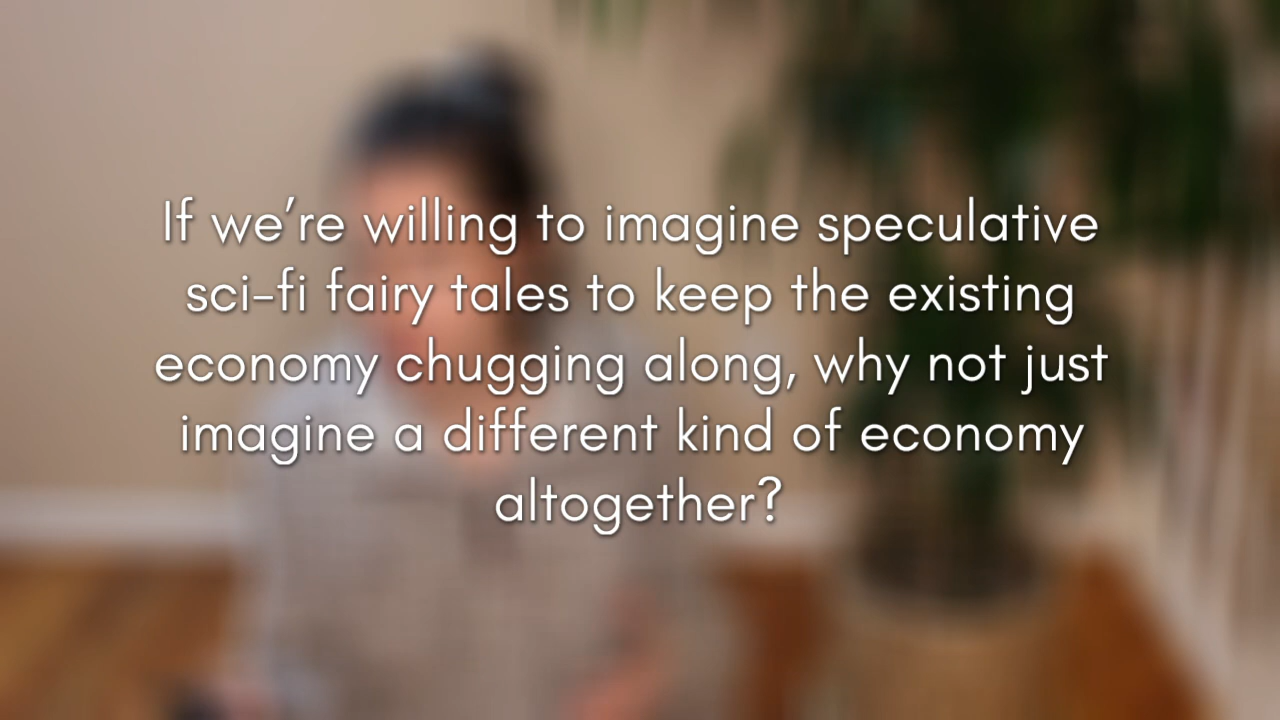 If we’re willing to imagine speculative
sci-fi fairy tales to keep the existing
economy chugging along, why not just
imagine a different kind of economy
altogether?